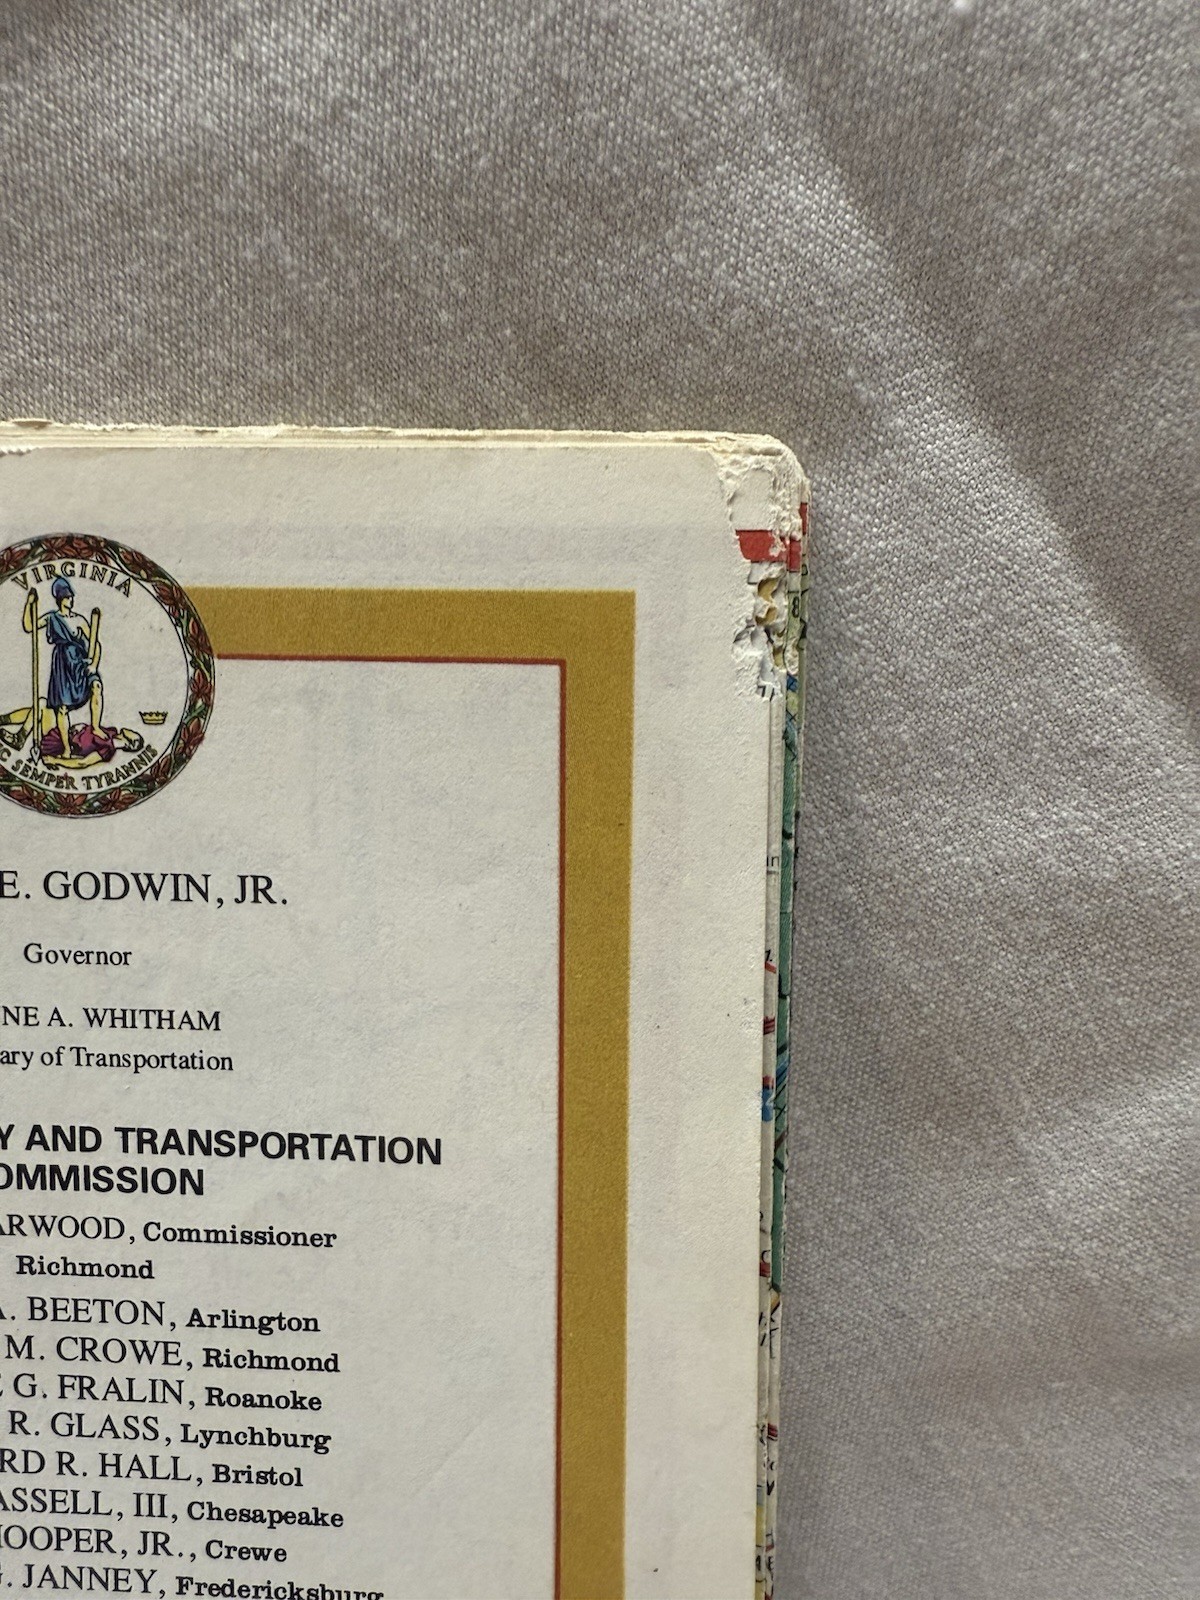 VIRGINIA
SEMPER TYRANNIS
E. GODWIN, JR.
Governor
NE A. WHITHAM
ary of Transportation
Y AND TRANSPORTATION
OMMISSION
ARWOOD, Commissioner
Richmond
A. BEETON, Arlington
M. CROWE, Richmond
G. FRALIN, Roanoke
R. GLASS, Lynchburg
RD R. HALL, Bristol
ASSELL, III, Chesapeake
HOOPER, JR., Crewe
G. JANNEY, Fredericksburg